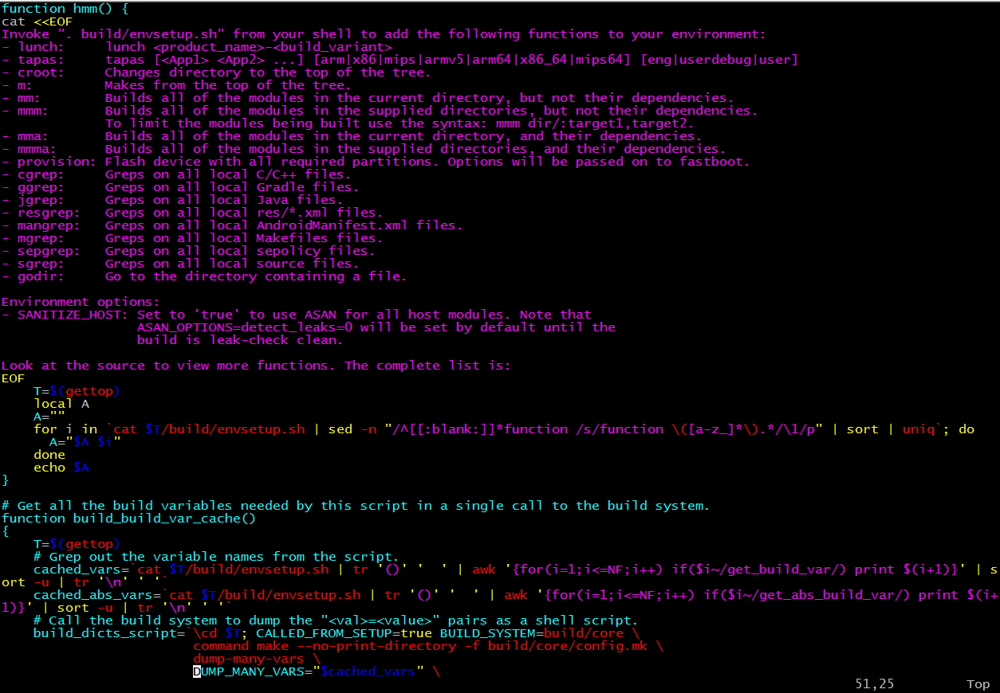 function hmm() {
cat <<EOF
Invoke ". build/envsetup.sh" from your shell to add the following functions to your environment:
- lunch:     lunch <product_name>-<build_variant>
- tapas:     tapas [<App1> <App2> ...] [arm|x86|mips|armv5|arm64|x86_64|mips64] [eng|userdebug|user]
- croot:     Changes directory to the top of the tree.
- m:         Makes from the top of the tree.
- mm:        Builds all of the modules in the current directory, but not their dependencies.
- mmm:       Builds all of the modules in the supplied directories, but not their dependencies.
             To limit the modules being built use the syntax: mmm dir/:target1,target2.
- mma:       Builds all of the modules in the current directory, and their dependencies.
- mmma:      Builds all of the modules in the supplied directories, and their dependencies.
- provision: Flash device with all required partitions. Options will be passed on to fastboot.
- cgrep:     Greps on all local C/C++ files.
- ggrep:     Greps on all local Gradle files.
- jgrep:     Greps on all local Java files.
- resgrep:   Greps on all local res/*.xml files.
- mangrep:   Greps on all local AndroidManifest.xml files.
- mgrep:     Greps on all local Makefiles files.
- sepgrep:   Greps on all local sepolicy files.
- sgrep:     Greps on all local source files.
- godir:     Go to the directory containing a file.

Environment options:
- SANITIZE_HOST: Set to 'true' to use ASAN for all host modules. Note that
                 ASAN_OPTIONS=detect_leaks=0 will be set by default until the
                 build is leak-check clean.

Look at the source to view more functions. The complete list is:
EOF
    T=$(gettop)
    local A
    A=""
    for i in `cat $T/build/envsetup.sh | sed -n "/^[[:blank:]]*function /s/function \([a-z_]*\).*/\1/p" | sort | uniq`; do
      A="$A $i"
    done
    echo $A
}

# Get all the build variables needed by this script in a single call to the build system.
function build_build_var_cache()
{
    T=$(gettop)
    # Grep out the variable names from the script.
    cached_vars=`cat $T/build/envsetup.sh | tr '()' '  ' | awk '{for(i=1;i<=NF;i++) if($i~/get_build_var/) print $(i+1)}' | s
ort -u | tr '\n' ' '`
    cached_abs_vars=`cat $T/build/envsetup.sh | tr '()' '  ' | awk '{for(i=1;i<=NF;i++) if($i~/get_abs_build_var/) print $(i+
1)}' | sort -u | tr '\n' ' '`
    # Call the build system to dump the "<val>=<value>" pairs as a shell script.
    build_dicts_script=`\cd $T; CALLED_FROM_SETUP=true BUILD_SYSTEM=build/core \
                        command make --no-print-directory -f build/core/config.mk \
                        dump-many-vars \
                        DUMP_MANY_VARS="$cached_vars" \
51,25         Top